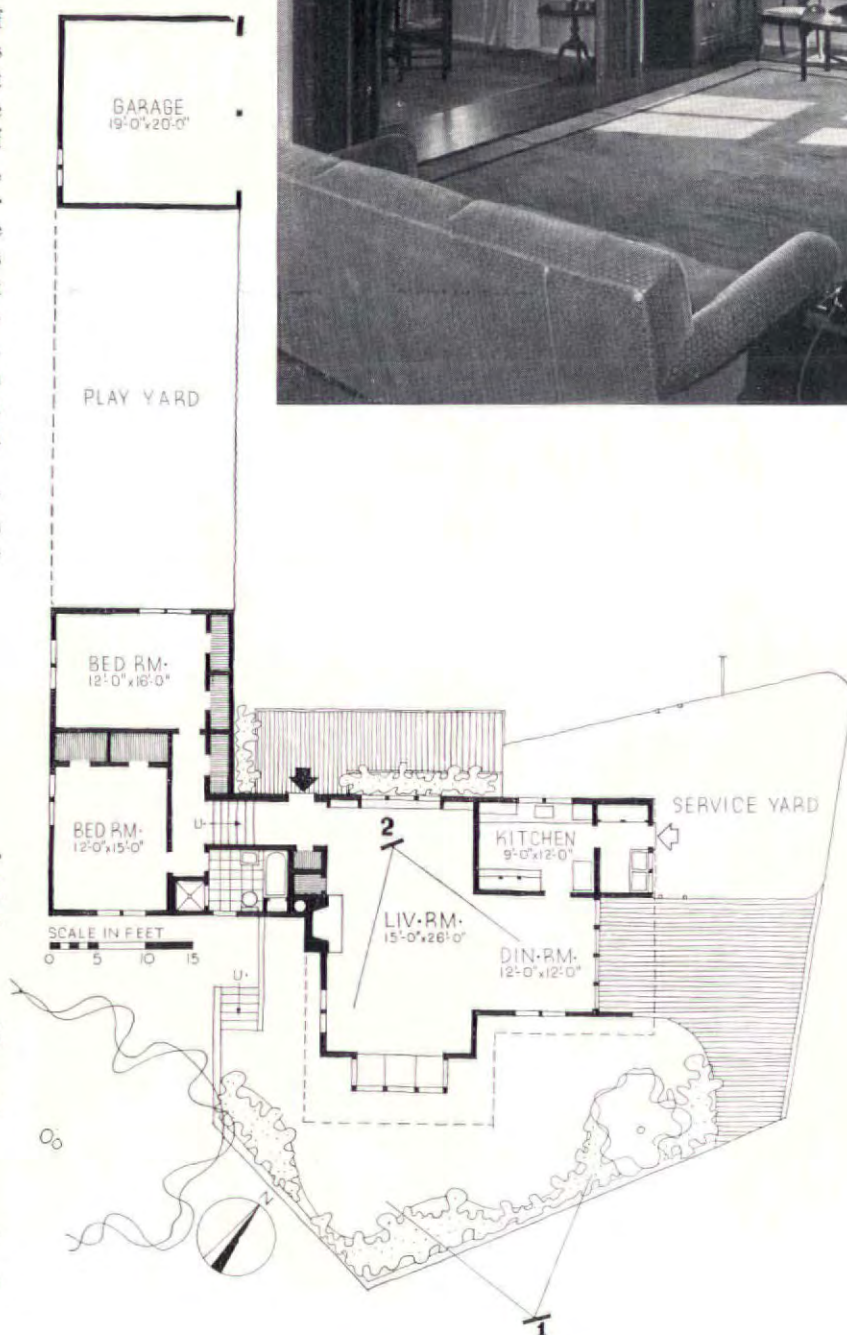 GARAGE
19'-0"x20'-0"
PLAY YARD
BED RM·
12'-0"x16'-0"
BED RM·
12'-0"x15'-0"
U·
2
KITCHEN
9'-0"x12'-0"
SERVICE YARD
LIV·RM·
15'-0"x26'-0"
DIN·RM·
12'-0"x12'-0"
SCALE IN FEET
0 5 10 15
U·
N
1